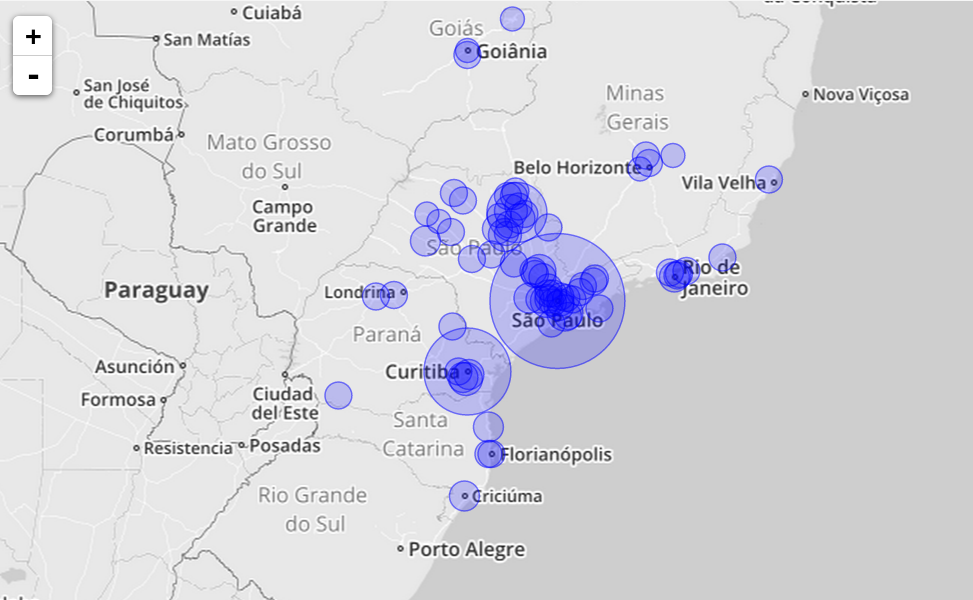 Cuiabá
Goiás
+
San Matías
Goiânia
-
San José
de Chiquitos
Minas
Gerais
Nova Viçosa
Corumbá
Mato Grosso
do Sul
Belo Horizonte
Vila Velha
Campo
Grande
São Paulo
Rio de
Janeiro
Paraguay
Londrina
São Paulo
Paraná
Asunción
Curitiba
Formosa
Ciudad
del Este
Santa
Catarina
Resistencia
Posadas
Florianópolis
Rio Grande
do Sul
Criciúma
Porto Alegre